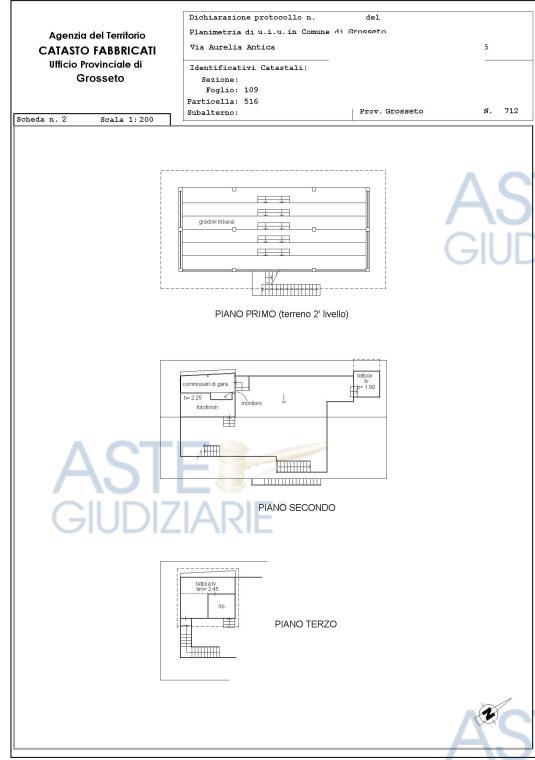 Agenzia del Territorio
CATASTO FABBRICATI
Ufficio Provinciale di
Grosseto
Dichiarazione protocollo n. del
Planimetria di u.i.u. in Comune di Grosseto
Via Aurelia Antica
Identificativi Catastali:
Sezione:
Foglio: 109
Particella: 516
Subalterno:
Prov. Grosseto
N. 712
Scheda n. 2 Scala 1:200
gradoni tribuna
PIANO PRIMO (terreno 2' livello)
commissari di gara
h= 2.25
fotofinish
monitors
tettoia
tv
h= 1.90
PIANO SECONDO
tettoia tv
hm= 2.45
rip.
PIANO TERZO
N
ASTE
GIUDIZIARIE®
AST
GIUDI
AS